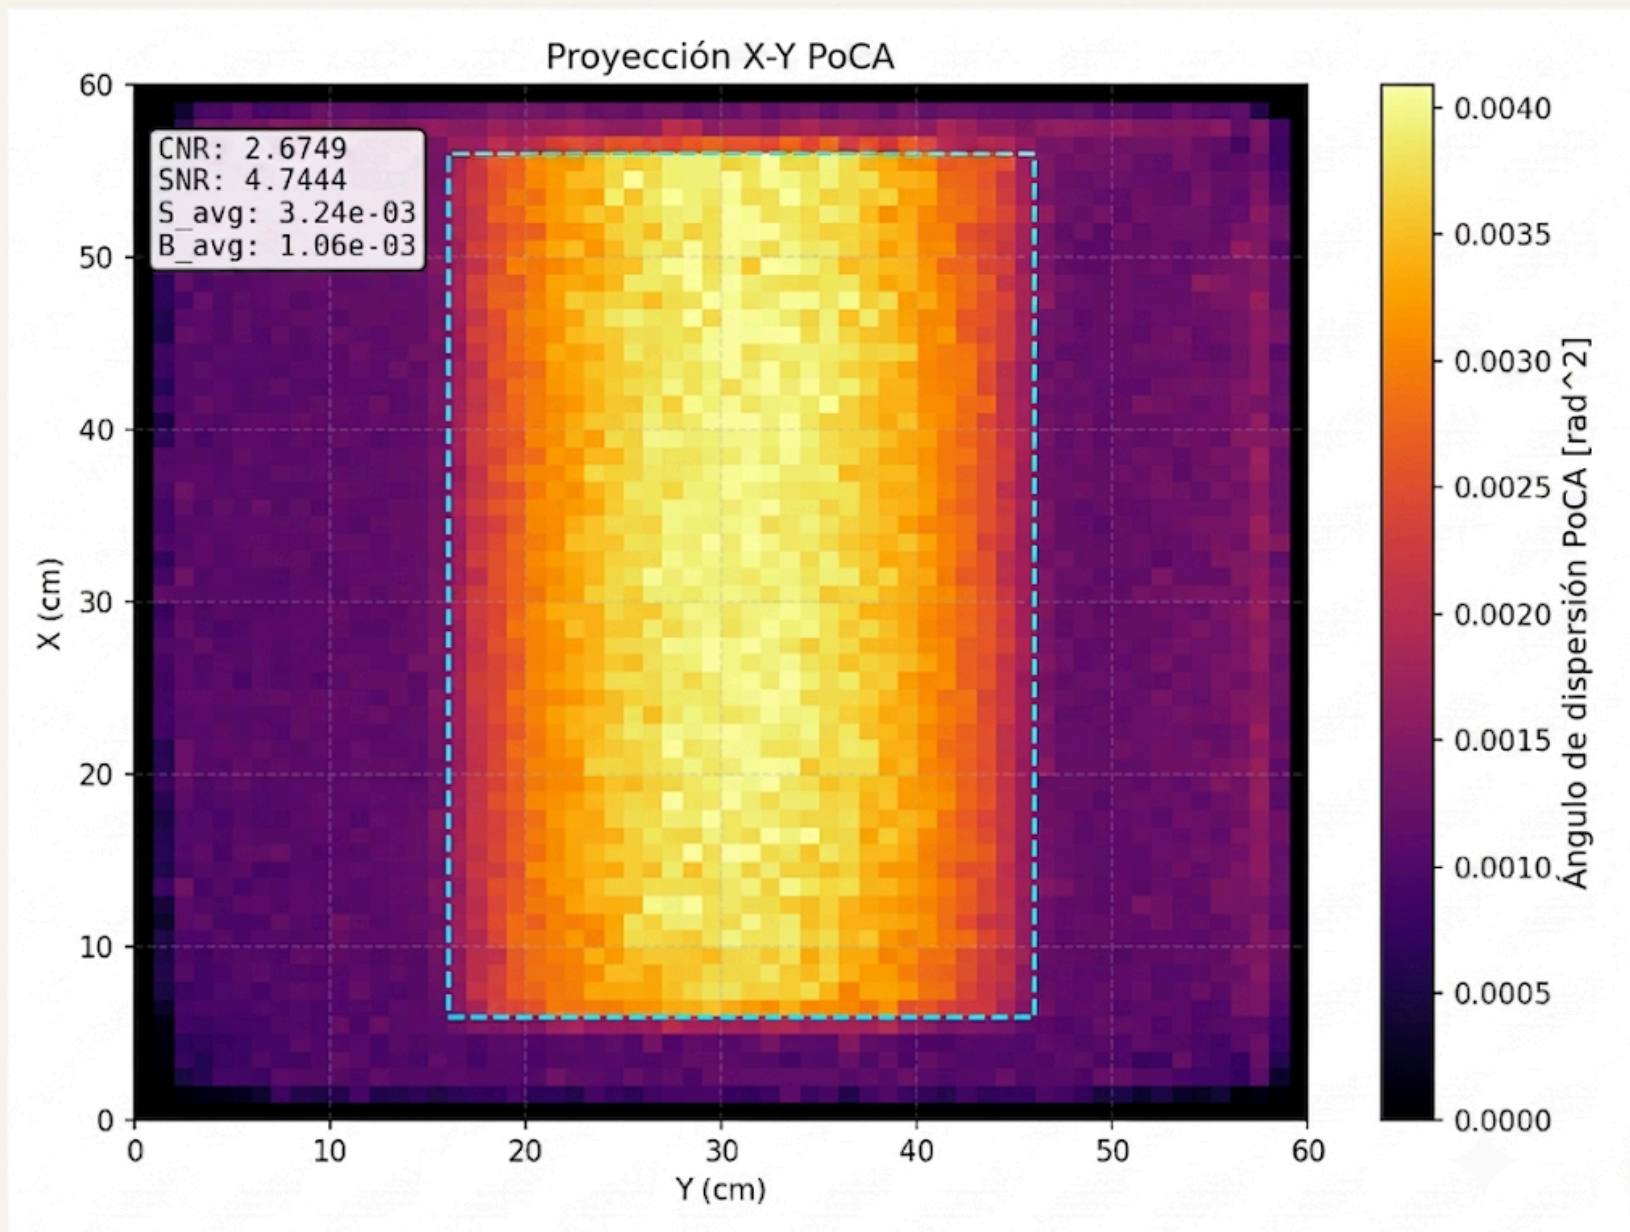 Proyección X-Y PoCA
CNR: 2.6749
SNR: 4.7444
S_avg: 3.24e-03
B_avg: 1.06e-03
60
50
40
30
20
10
0
X (cm)
0
10
20
30
40
50
60
Y (cm)
0.0040
0.0035
0.0030
0.0025
0.0020
0.0015
0.0010
0.0005
0.0000
Ángulo de dispersión PoCA [rad^2]